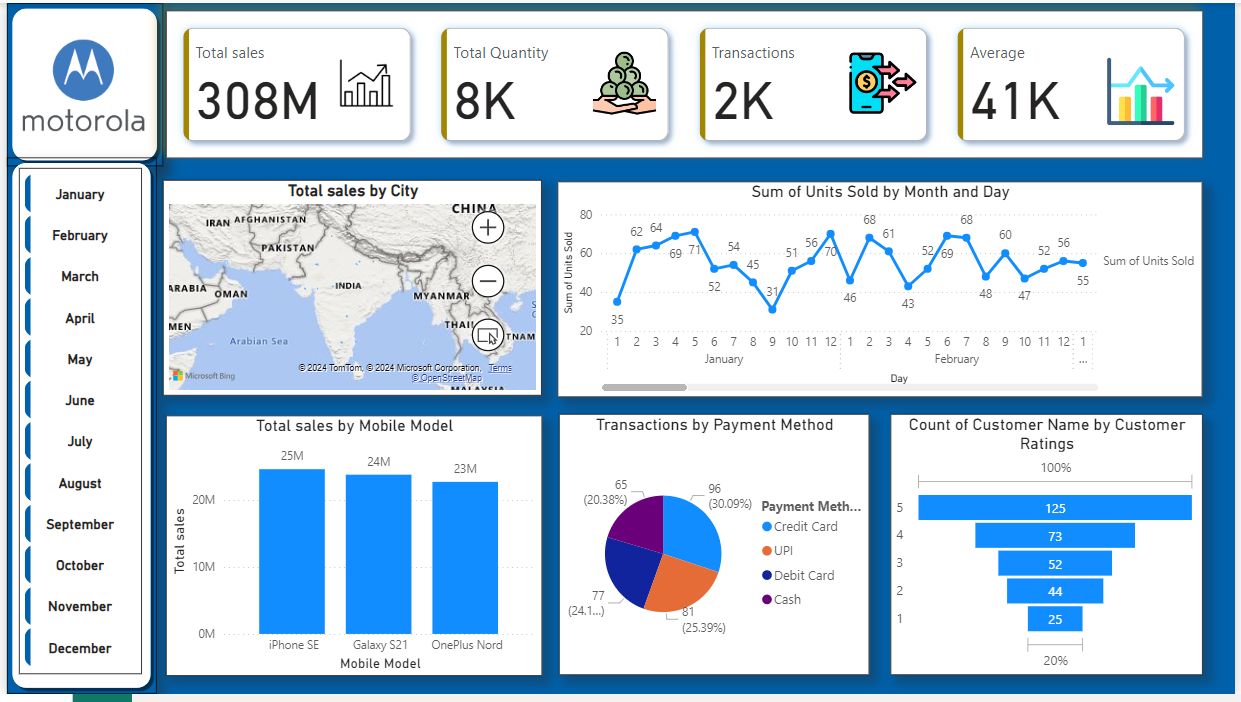 motorola
Total sales
308M
Total Quantity
8K
Transactions
2K
Average
41K
January
February
March
April
May
June
July
August
September
October
November
December
Total sales by City
CHINA
IRAN
AFGHANISTAN
PAKISTAN
ARABIA
OMAN
INDIA
MYANMAR
MEN
THAI
TNAM
Arabian Sea
© 2024 TomTom, © 2024 Microsoft Corporation, Terms
© OpenStreetMap
Microsoft Bing
MALAYSIA
Sum of Units Sold by Month and Day
Sum of Units Sold
80
60
40
20
35 62 64 69 71 52 54 45 31 51 56 70 46 68 61 43 52 69 68 48 60 47 52 56 55
1 2 3 4 5 6 7 8 9 10 11 12 1 2 3 4 5 6 7 8 9 10 11 12 1
January February ...
Day
Sum of Units Sold
Total sales by Mobile Model
Total sales
20M
10M
0M
25M 24M 23M
iPhone SE Galaxy S21 OnePlus Nord
Mobile Model
Transactions by Payment Method
96
(30.09%)
81
(25.39%)
77
(24.1...)
65
(20.38%)
Payment Meth...
Credit Card
UPI
Debit Card
Cash
Count of Customer Name by Customer
Ratings
100%
5 125
4 73
3 52
2 44
1 25
20%